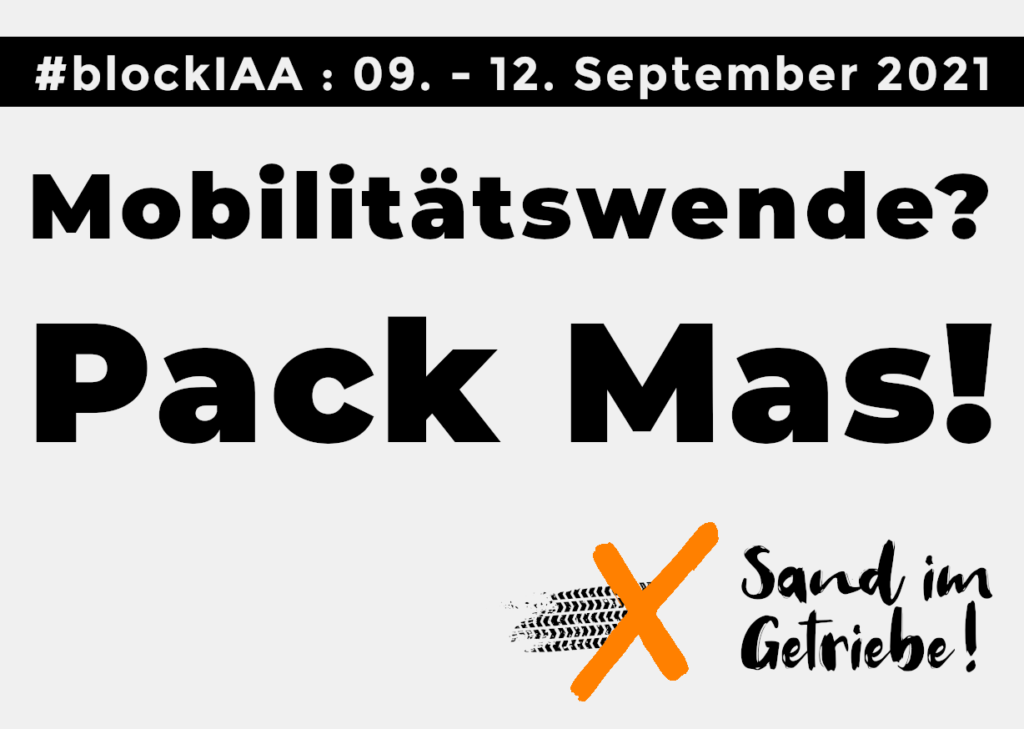 #blockIAA : 09. - 12. September 2021
Mobilitätswende?
Pack Mas!
Sand im
Getriebe!